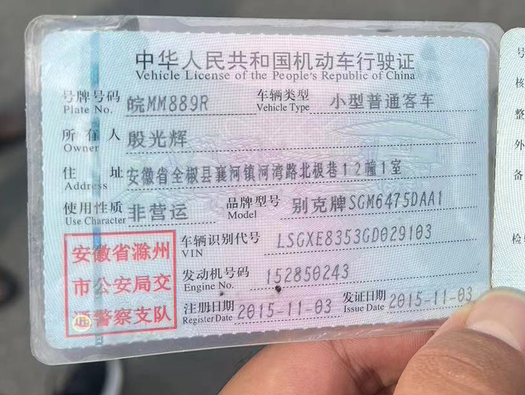 中华人民共和国机动车行驶证
Vehicle License of the People's Republic of China
号牌号码 皖MM889R 车辆类型 小型普通客车
Plate No. Vehicle Type
所有人 殷光辉
Owner
住址 安徽省全椒县襄河镇河湾路北极巷12幢1室
Address
使用性质 非营运 品牌型号 别克牌SGM6475DAA1
Use Character Model
安徽省滁州
市公安局交
通警察支队
车辆识别代号 LSGXE8353GD029103
VIN
发动机号码 152850243
Engine No.
注册日期 2015-11-03 发证日期 2015-11-03
Register Date Issue Date
号
核
整
外
备
检